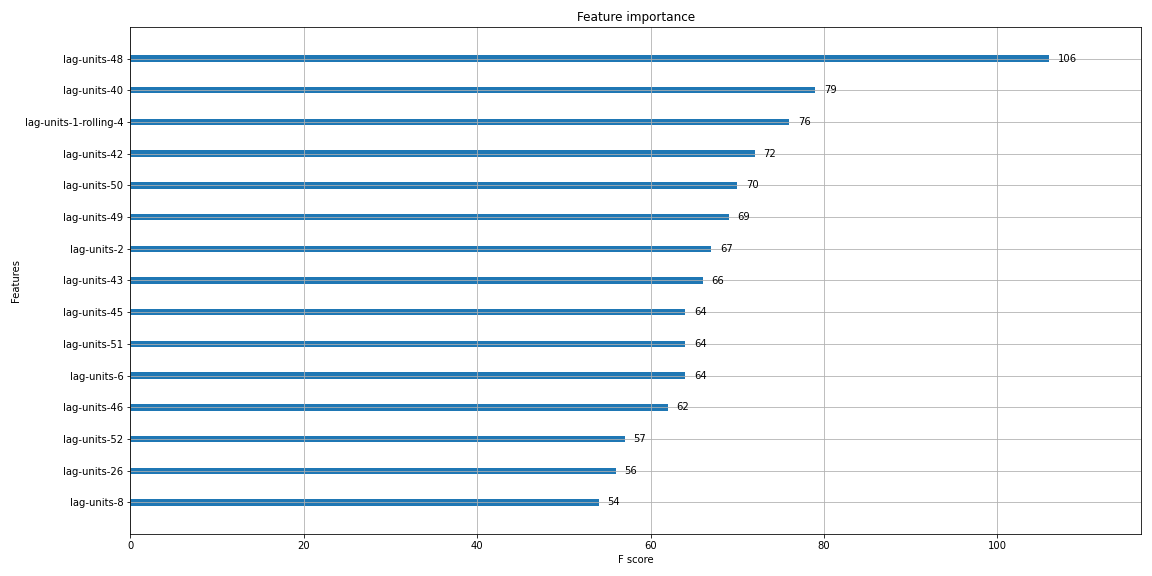 Feature importance
Features
lag-units-48 106
lag-units-40 79
lag-units-1-rolling-4 76
lag-units-42 72
lag-units-50 70
lag-units-49 69
lag-units-2 67
lag-units-43 66
lag-units-45 64
lag-units-51 64
lag-units-6 64
lag-units-46 62
lag-units-52 57
lag-units-26 56
lag-units-8 54
0 20 40 60 80 100
F score